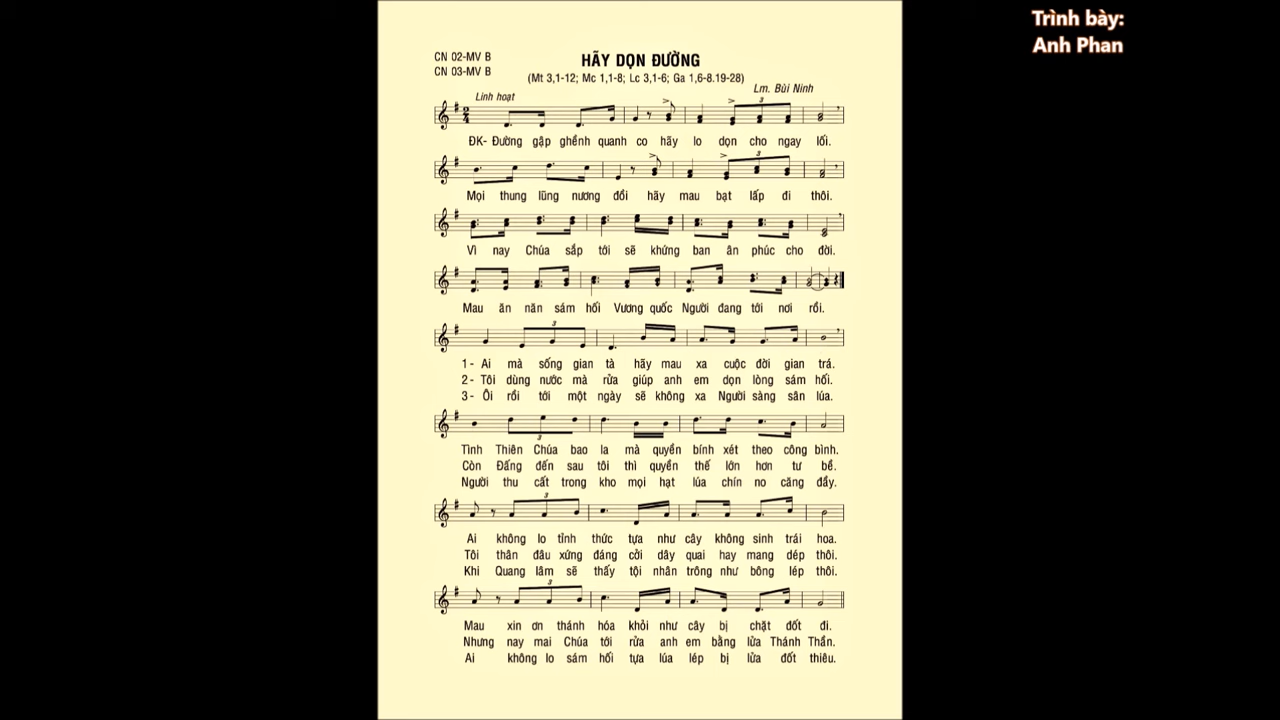 Trình bày:
Anh Phan
CN 02-MV B
CN 03-MV B
HÃY DỌN ĐƯỜNG
(Mt 3,1-12; Mc 1,1-8; Lc 3,1-6; Ga 1,6-8.19-28)
Lm. Bùi Ninh
Linh hoạt
ĐK- Đường gập ghềnh quanh co hãy lo dọn cho ngay lối.
Mọi thung lũng nương đồi hãy mau bạt lấp đi thôi.
Vì nay Chúa sắp tới sẽ khứng ban ân phúc cho đời.
Mau ăn năn sám hối Vương quốc Người đang tới nơi rồi.
1- Ai mà sống gian tà hãy mau xa cuộc đời gian trá.
2- Tôi dùng nước mà rửa giúp anh em dọn lòng sám hối.
3- Ôi rồi tới một ngày sẽ không xa Người sàng sân lúa.
Tình Thiên Chúa bao la mà quyền bính xét theo công bình.
Còn Đấng đến sau tôi thì quyền thế lớn hơn tư bề.
Người thu cất trong kho mọi hạt lúa chín no căng đầy.
Ai không lo tỉnh thức tựa như cây không sinh trái hoa.
Tôi thân đâu xứng đáng cởi dây quai hay mang dép thôi.
Khi Quang lâm sẽ thấy tội nhân trông như bông lép thôi.
Mau xin ơn thánh hóa khỏi như cây bị chặt đốt đi.
Nhưng nay mai Chúa tới rửa anh em bằng lửa Thánh Thần.
Ai không lo sám hối tựa lúa lép bị lửa đốt thiêu.